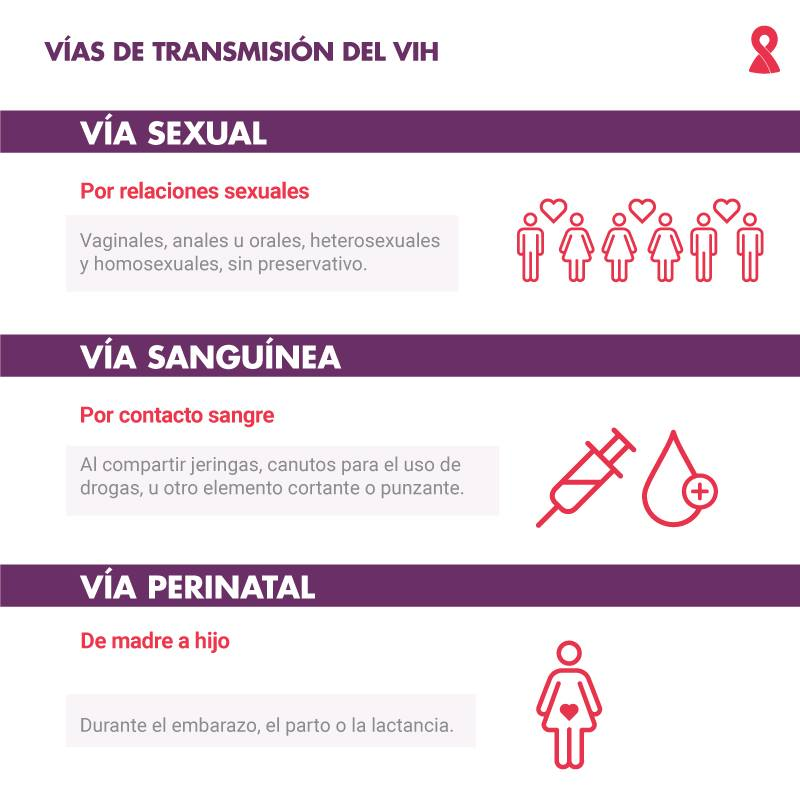 VÍAS DE TRANSMISIÓN DEL VIH
VÍA SEXUAL
Por relaciones sexuales
Vaginales, anales u orales, heterosexuales
y homosexuales, sin preservativo.
VÍA SANGUÍNEA
Por contacto sangre
Al compartir jeringas, canutos para el uso de
drogas, u otro elemento cortante o punzante.
VÍA PERINATAL
De madre a hijo
Durante el embarazo, el parto o la lactancia.